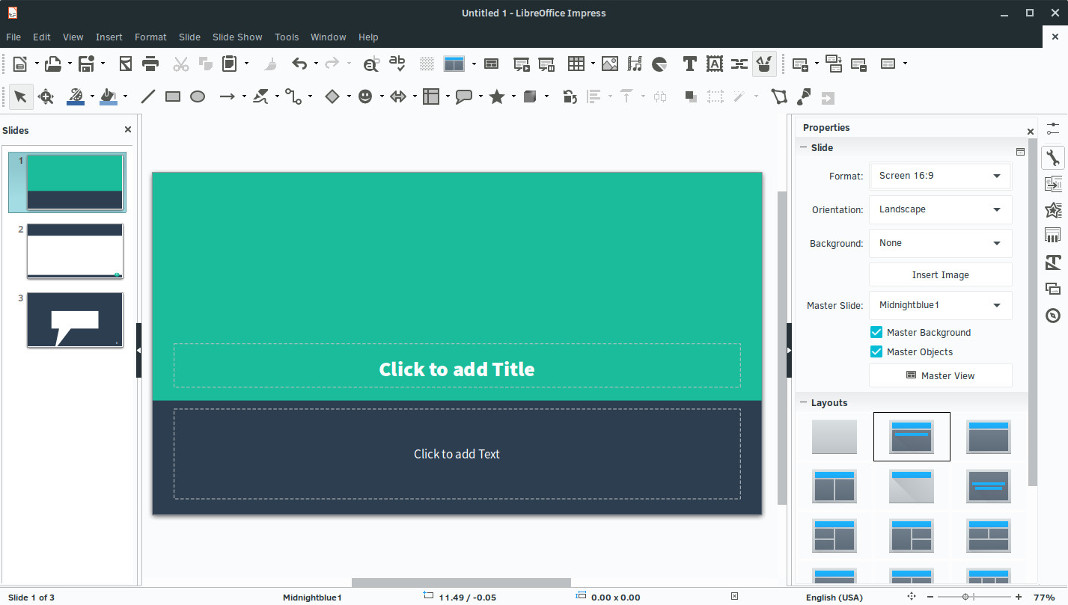 Untitled 1 - LibreOffice Impress
File Edit View Insert Format Slide Slide Show Tools Window Help
Slides
1
2
3
Click to add Title
Click to add Text
Properties
Slide
Format: Screen 16:9
Orientation: Landscape
Background: None
Insert Image
Master Slide: Midnightblue1
Master Background
Master Objects
Master View
Layouts
Slide 1 of 3 Midnightblue1 11.49 / -0.05 0.00 x 0.00 English (USA) 77%